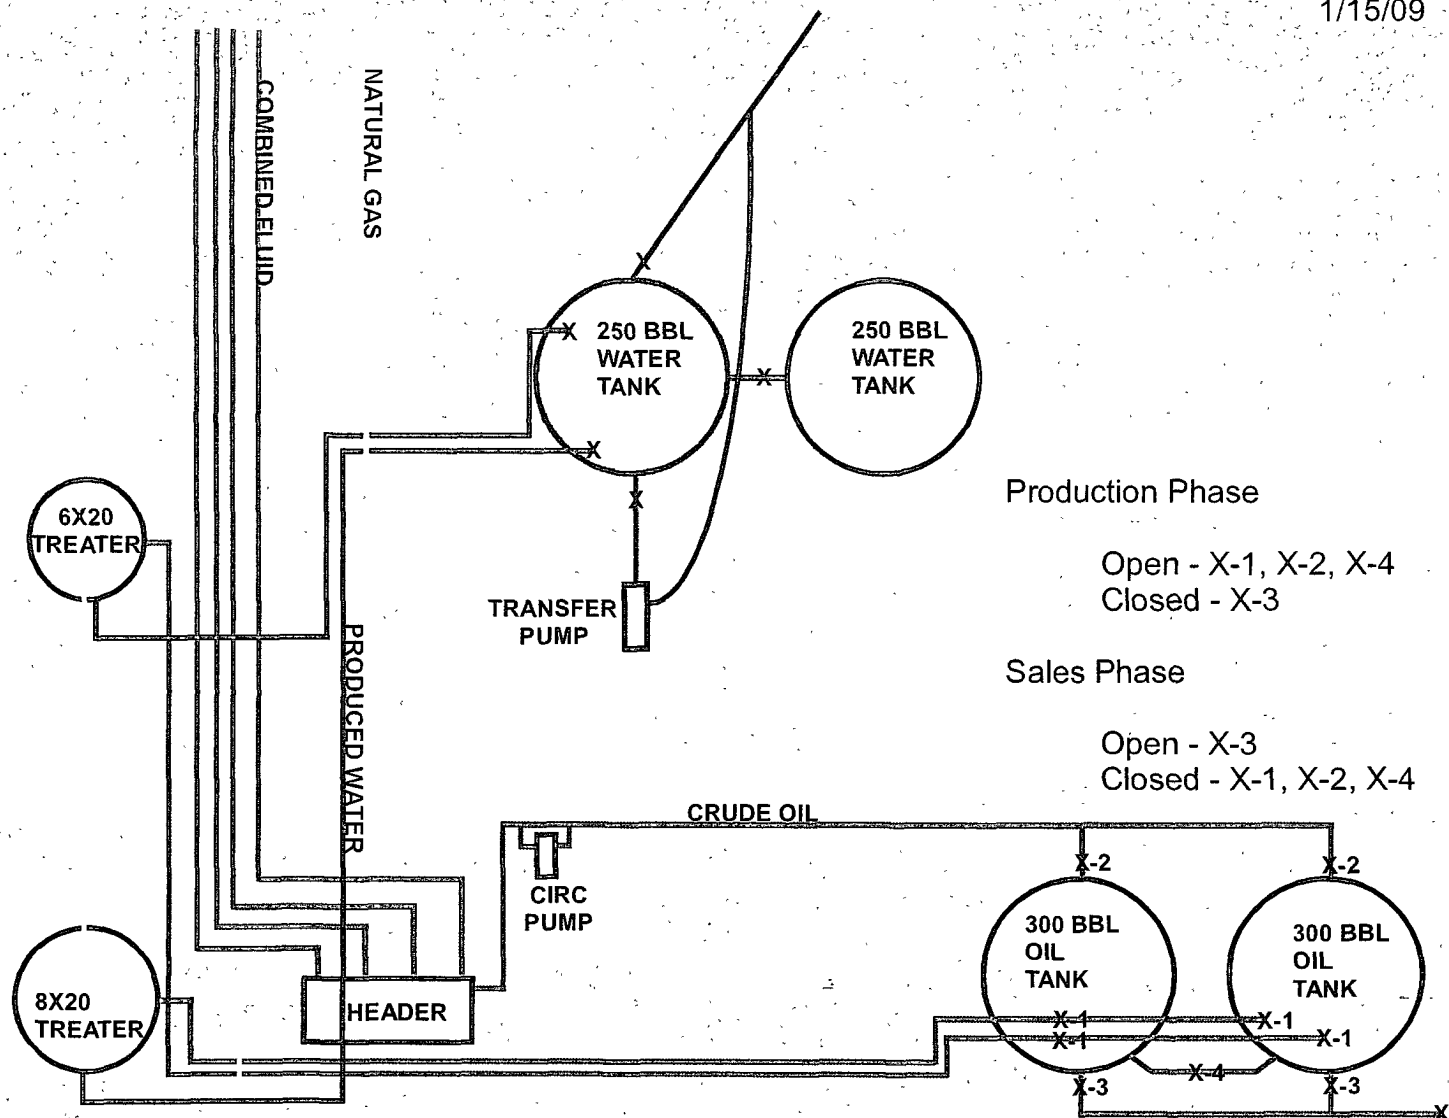 1/15/09
COMBINED FLUID
NATURAL GAS
X
X
250 BBL
WATER
TANK
X
250 BBL
WATER
TANK
X
X
6X20
TREATER
TRANSFER
PUMP
PRODUCED WATER
Production Phase
Open - X-1, X-2, X-4
Closed - X-3
Sales Phase
Open - X-3
Closed - X-1, X-2, X-4
CRUDE OIL
CIRC
PUMP
X-2
X-2
300 BBL
OIL
TANK
300 BBL
OIL
TANK
8X20
TREATER
HEADER
X-1
X-1
X-1
X-1
X-4
X-3
X-3
X